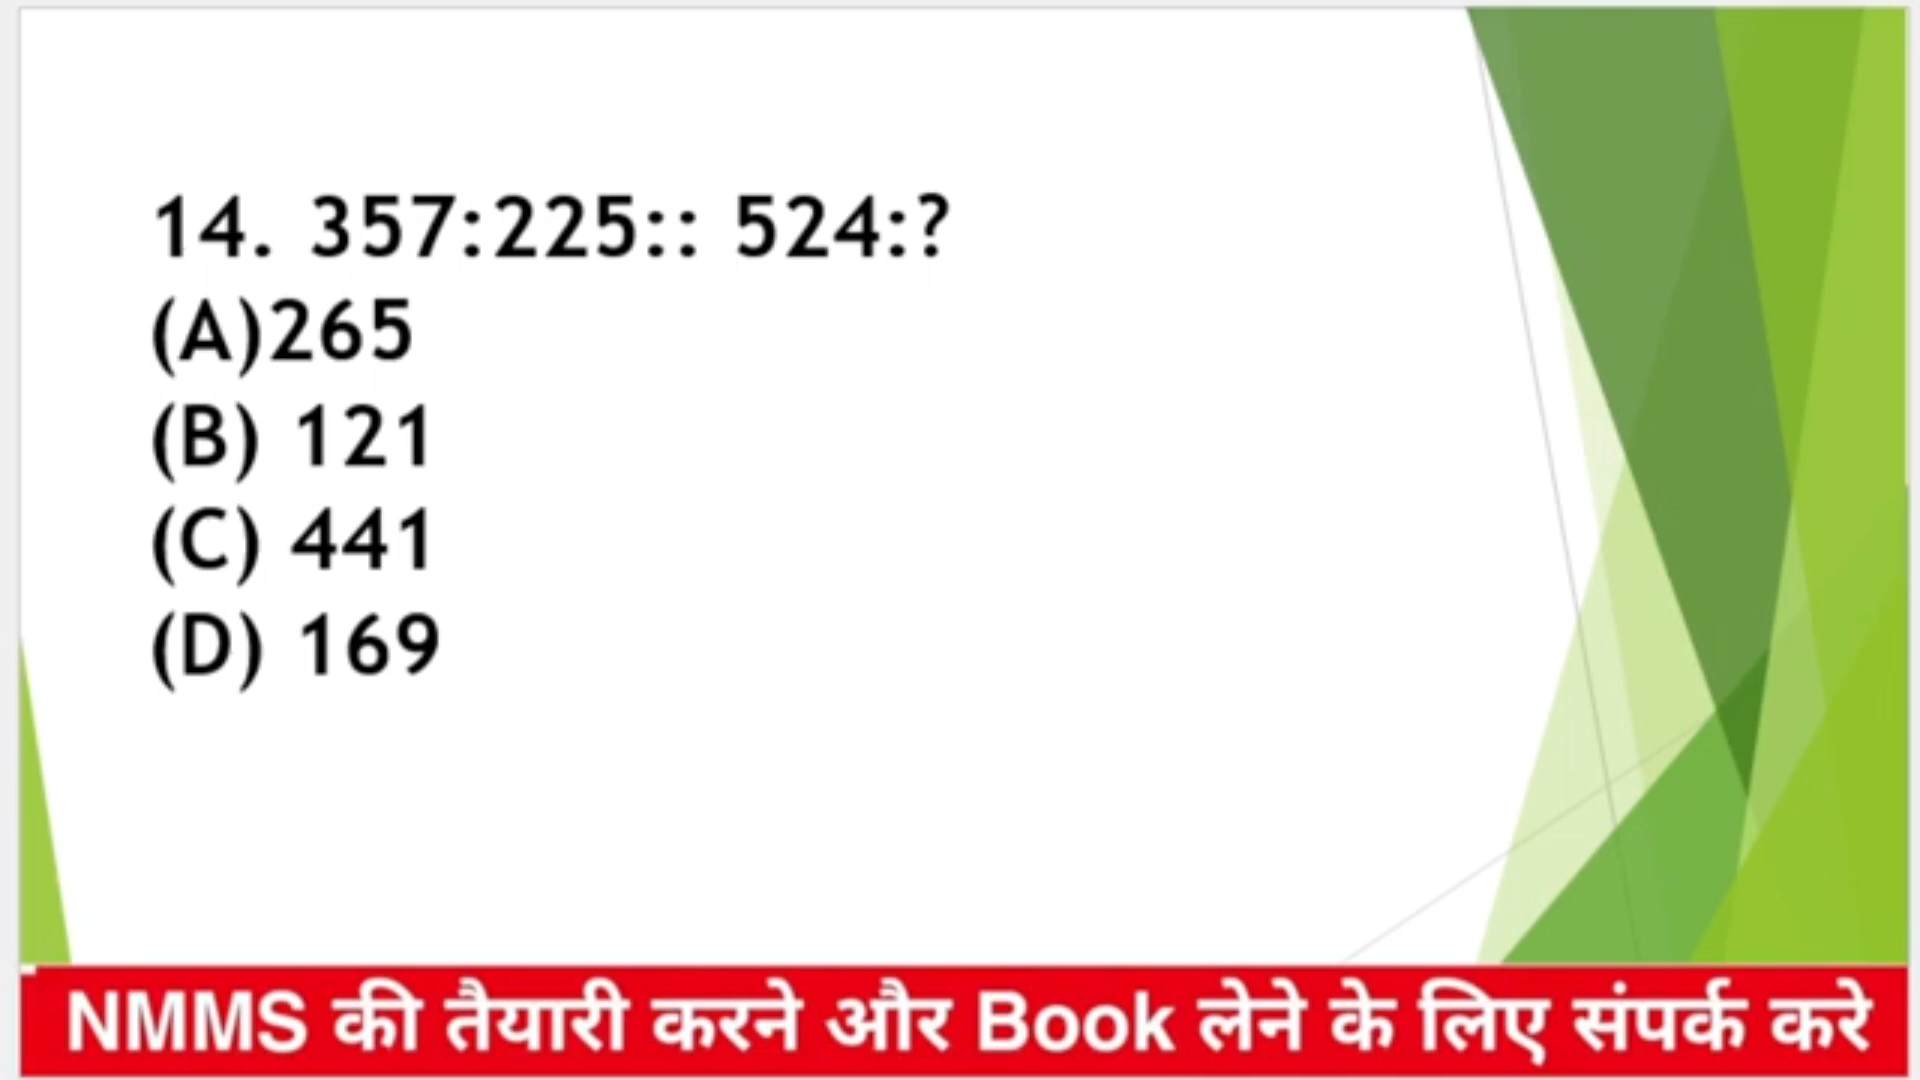 14. 357:225:: 524:?
(A)265
(B) 121
(C) 441
(D) 169
NMMS की तैयारी करने और Book लेने के लिए संपर्क करे